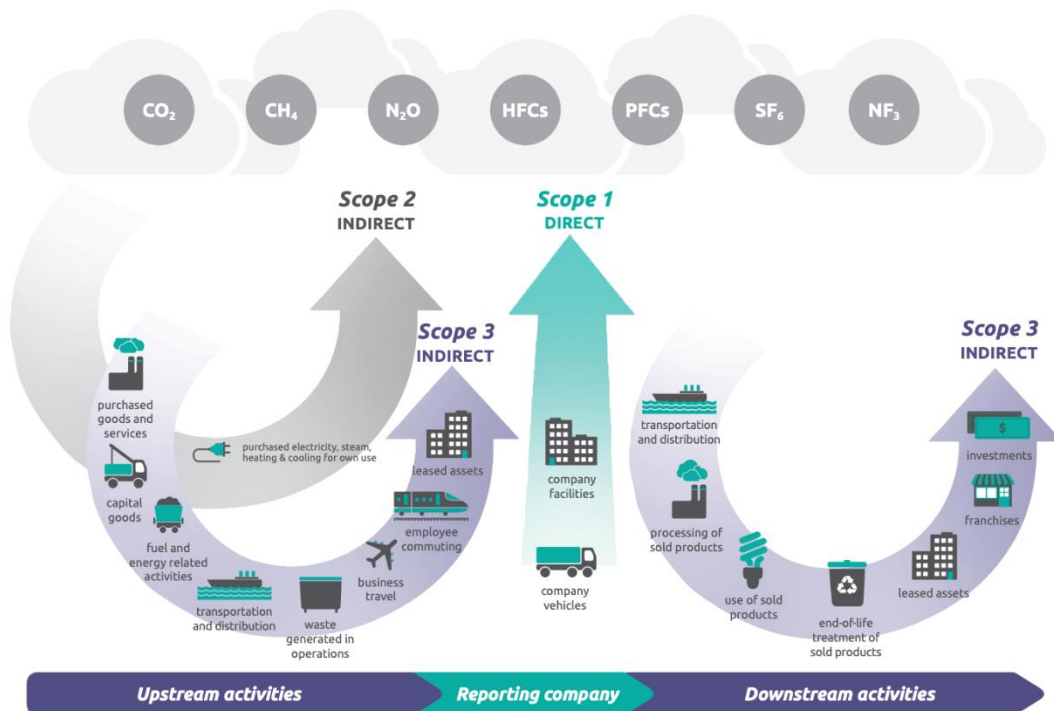 CO₂ CH₄ N₂O HFCs PFCs SF₆ NF₃
Scope 2
INDIRECT
Scope 1
DIRECT
Scope 3
INDIRECT
Scope 3
INDIRECT
purchased
goods and
services
capital
goods
fuel and
energy related
activities
transportation
and distribution
waste
generated in
operations
business
travel
employee
commuting
leased assets
purchased electricity, steam,
heating & cooling for own use
company
facilities
company
vehicles
transportation
and distribution
processing of
sold products
use of sold
products
end-of-life
treatment of
sold products
leased assets
franchises
$
investments
Upstream activities
Reporting company
Downstream activities